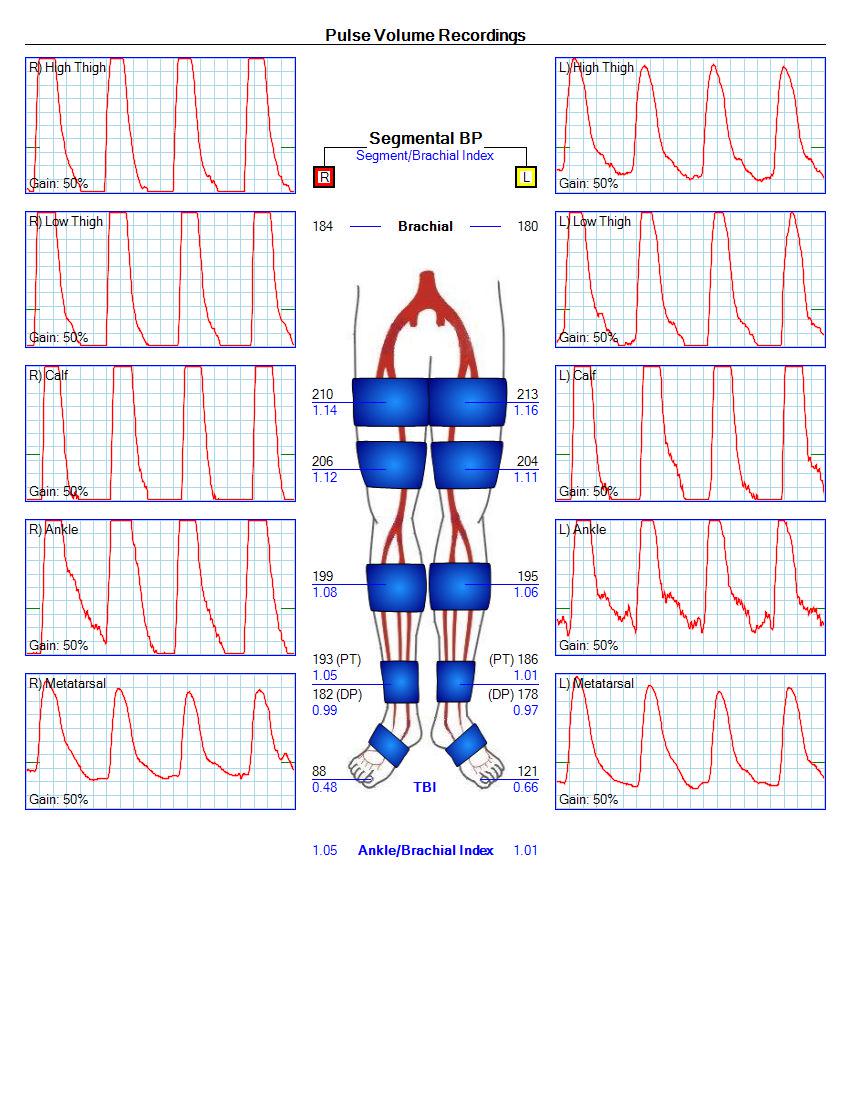 Pulse Volume Recordings
R) High Thigh
Gain: 50%
R) Low Thigh
Gain: 50%
R) Calf
Gain: 50%
R) Ankle
Gain: 50%
R) Metatarsal
Gain: 50%
Segmental BP
Segment/Brachial Index
R
L
184 Brachial 180
210 213
1.14 1.16
206 204
1.12 1.11
199 195
1.08 1.06
193 (PT) (PT) 186
1.05 1.01
182 (DP) (DP) 178
0.99 0.97
88 121
0.48 TBI 0.66
1.05 Ankle/Brachial Index 1.01
L) High Thigh
Gain: 50%
L) Low Thigh
Gain: 50%
L) Calf
Gain: 50%
L) Ankle
Gain: 50%
L) Metatarsal
Gain: 50%